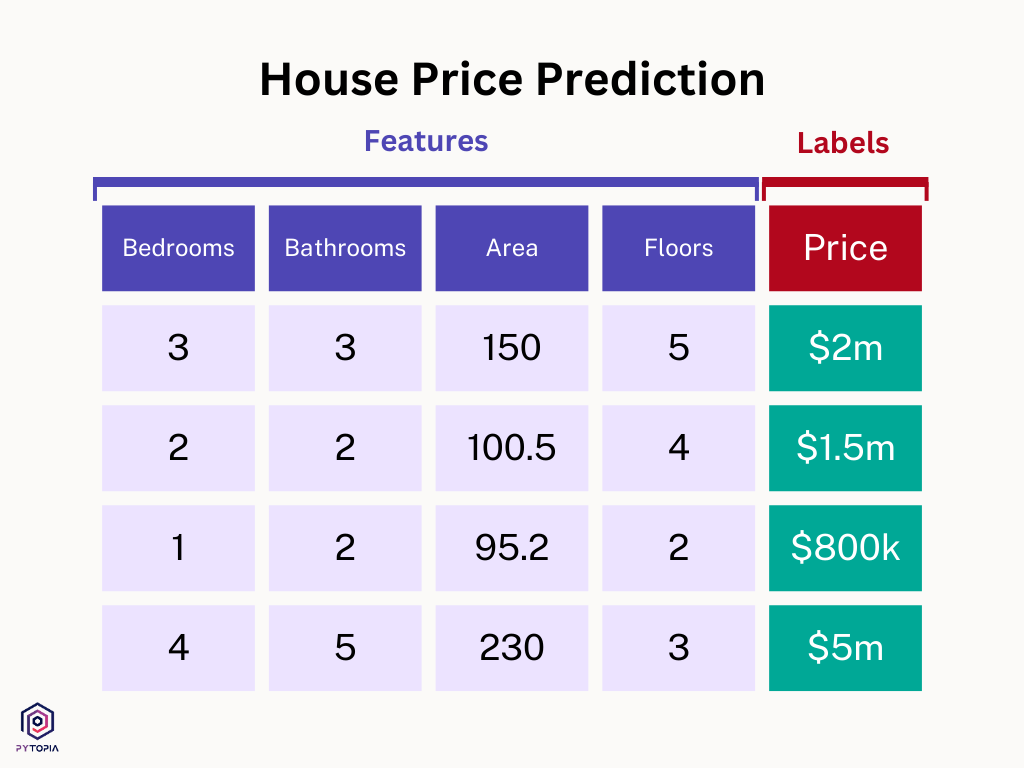 House Price Prediction
Features Labels
Bedrooms Bathrooms Area Floors Price
3 3 150 5 $2m
2 2 100.5 4 $1.5m
1 2 95.2 2 $800k
4 5 230 3 $5m
PYTOPIA